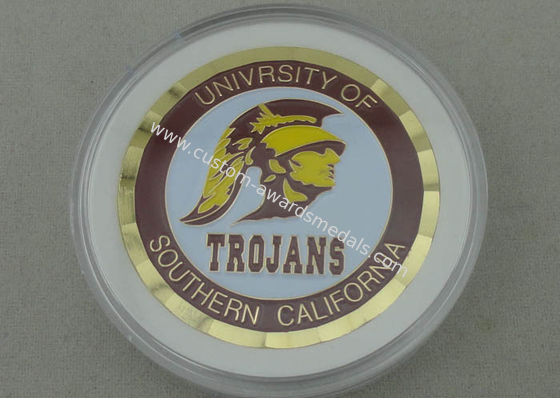 UNIVRSITY OF
TROJANS
SOUTHERN CALIFORNIA
www.custom-awardsmedals.com